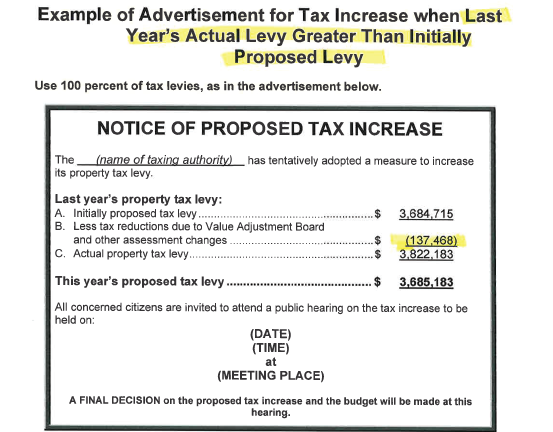 Example of Advertisement for Tax Increase when Last
Year's Actual Levy Greater Than Initially
Proposed Levy
Use 100 percent of tax levies, as in the advertisement below.
NOTICE OF PROPOSED TAX INCREASE
The (name of taxing authority) has tentatively adopted a measure to increase
its property tax levy.
Last year's property tax levy:
A. Initially proposed tax levy.................................................... $ 3,684,715
B. Less tax reductions due to Value Adjustment Board
and other assessment changes .......................................... $ (137,468)
C. Actual property tax levy..................................................... $ 3,822,183
This year's proposed tax levy .......................................... $ 3,685,183
All concerned citizens are invited to attend a public hearing on the tax increase to be
held on:
(DATE)
(TIME)
at
(MEETING PLACE)
A FINAL DECISION on the proposed tax increase and the budget will be made at this
hearing.